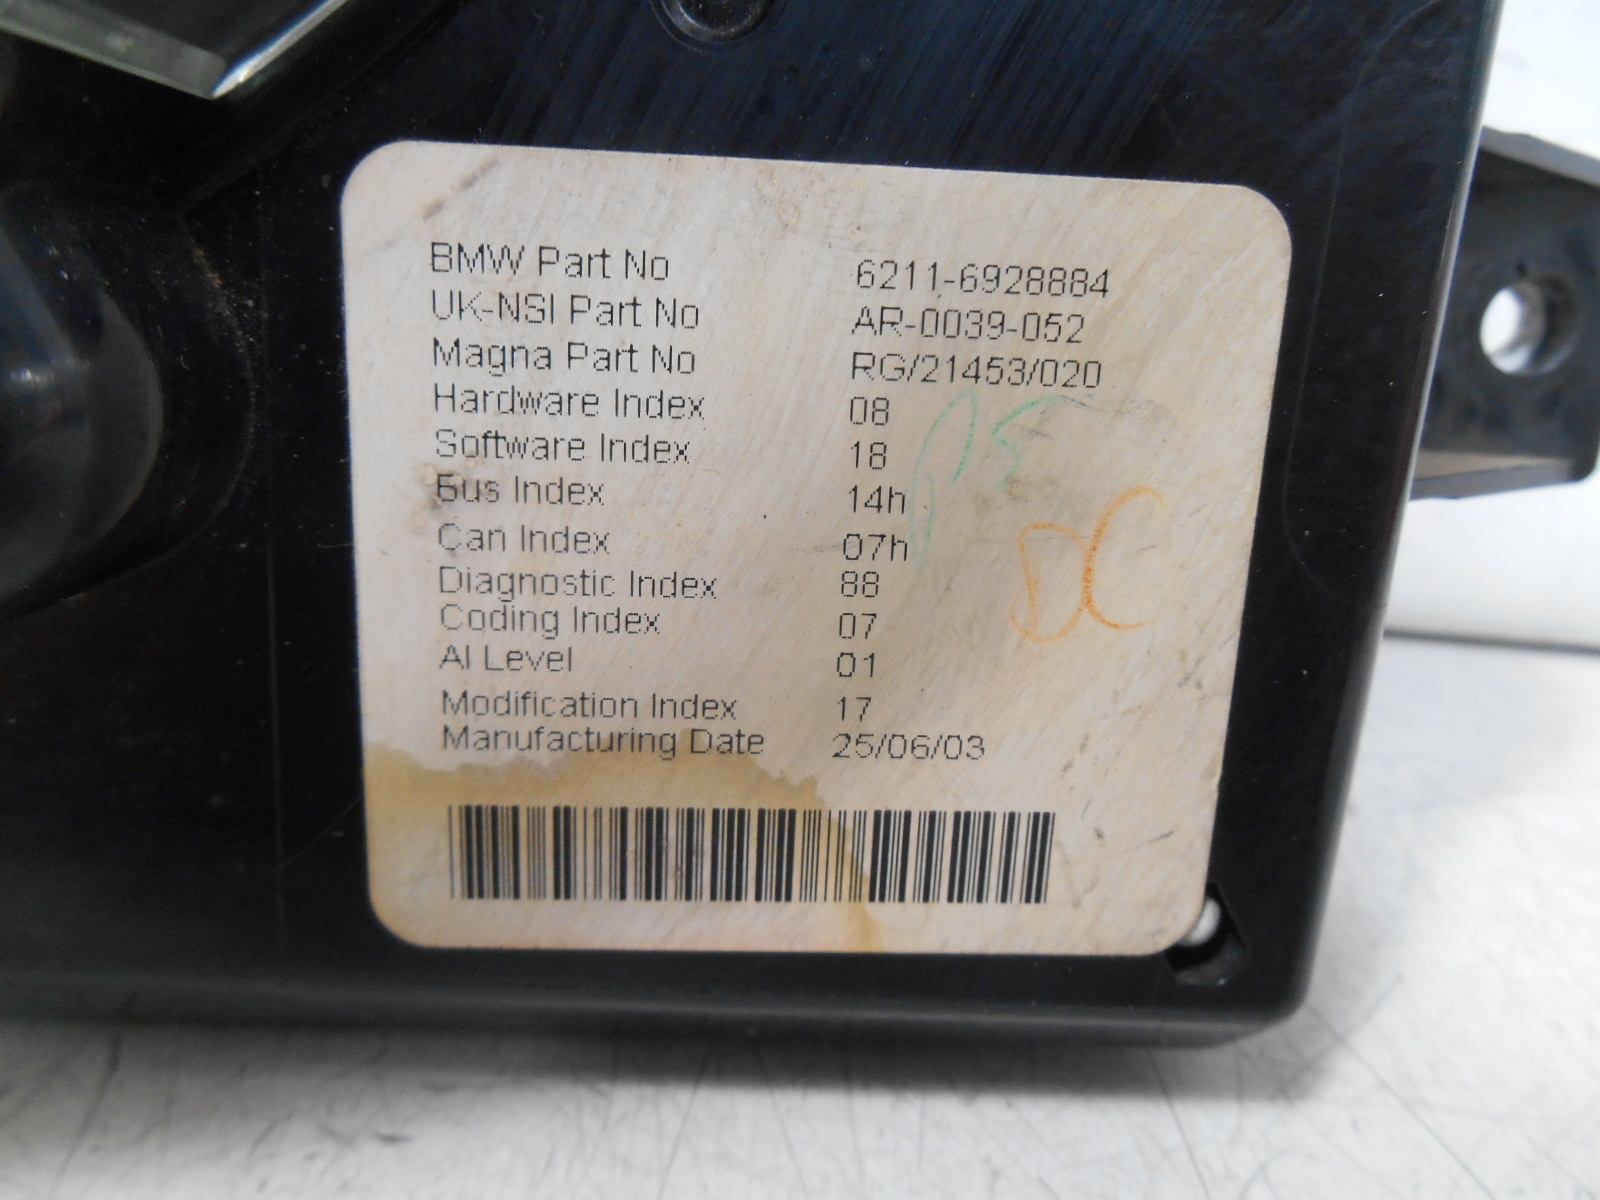 BMW Part No 6211-6928884
UK-NSI Part No AR-0039-052
Magna Part No RG/21453/020
Hardware Index 08
Software Index 18
Bus Index 14h
Can Index 07h
Diagnostic Index 88
Coding Index 07
AI Level 01
Modification Index 17
Manufacturing Date 25/06/03